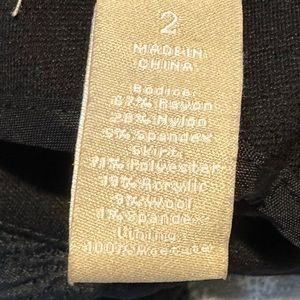 2
MADE IN
CHINA
Bodice:
67% Rayon
28% Nylon
5% Spandex
Skirt:
71% Polyester
19% Acrylic
9% Wool
1% Spandex
Lining:
100% Acetate